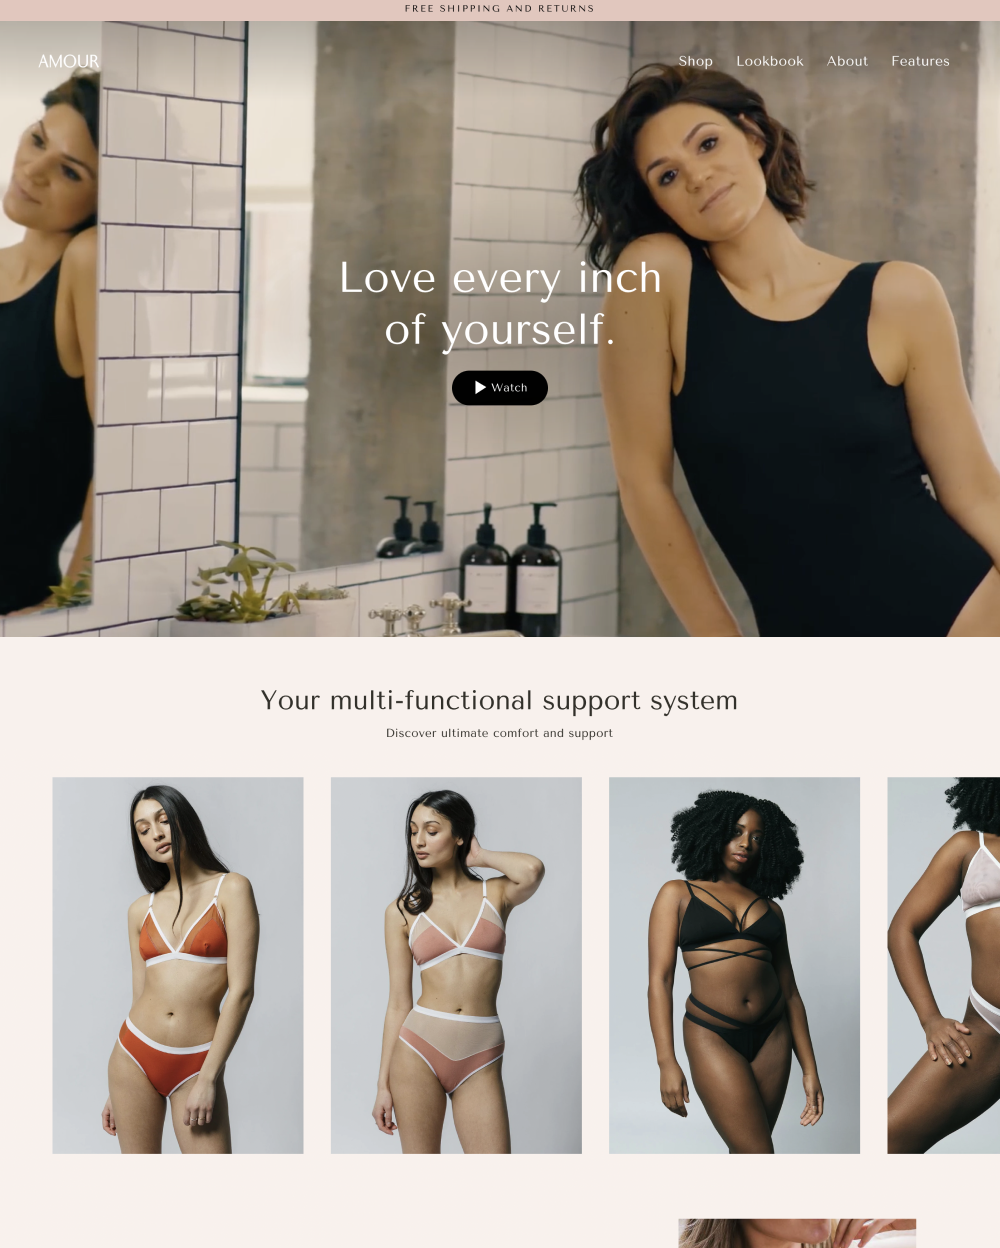 FREE SHIPPING AND RETURNS
AMOUR
Shop Lookbook About Features
Love every inch
of yourself.
Watch
Your multi-functional support system
Discover ultimate comfort and support